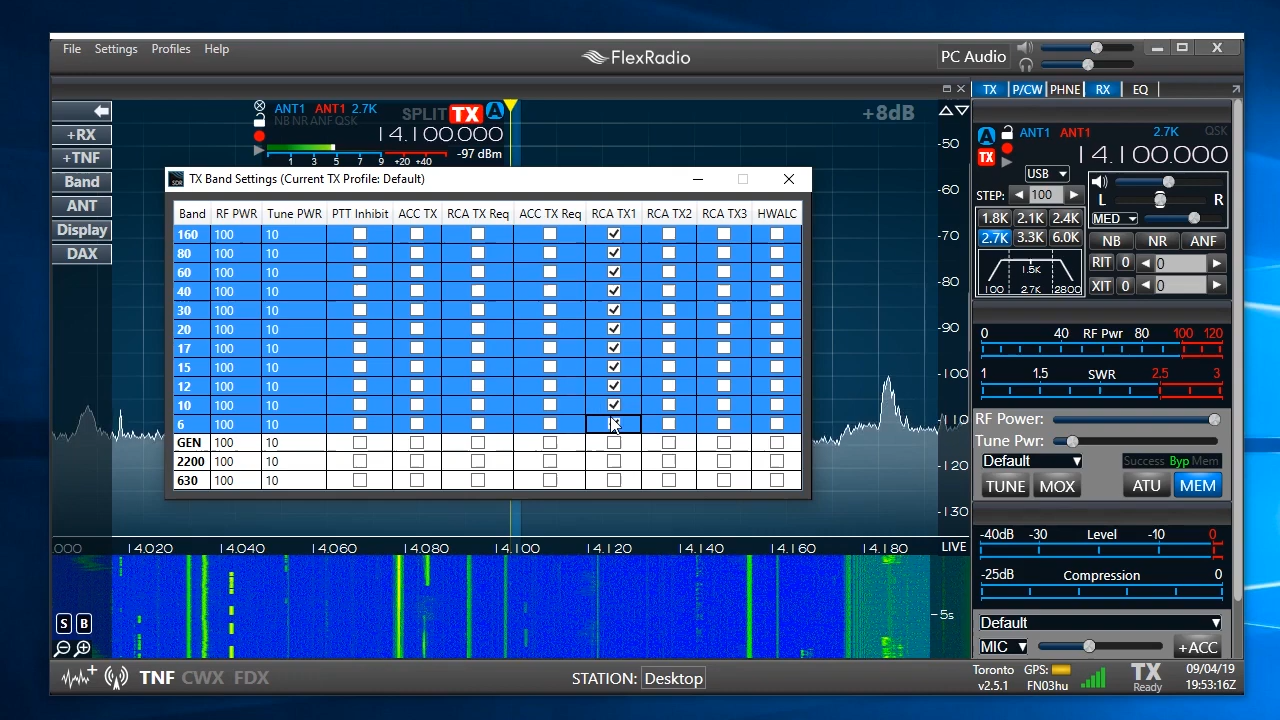 File Settings Profiles Help
FlexRadio
PC Audio
+RX
+TNF
Band
ANT
Display
DAX
ANT1 ANT1 2.7K
NB NR ANF QSK
SPLIT TX A
14.100.000
1 3 5 7 9 +20 +40
-97 dBm
+8dB
-50
-60
-70
-80
-90
-100
-110
-120
-130
SDR TX Band Settings (Current TX Profile: Default)
Band RF PWR Tune PWR PTT Inhibit ACC TX RCA TX Req ACC TX Req RCA TX1 RCA TX2 RCA TX3 HWALC
160 100 10
80 100 10
60 100 10
40 100 10
30 100 10
20 100 10
17 100 10
15 100 10
12 100 10
10 100 10
6 100 10
GEN 100 10
2200 100 10
630 100 10
.000 14.020 14.040 14.060 14.080 14.100 14.120 14.140 14.160 14.180 LIVE
-5s
S B
TX P/CW PHNE RX EQ
A ANT1 ANT1 2.7K QSK
TX
14.100.000
USB
STEP: 100
1.8K 2.1K 2.4K
2.7K 3.3K 6.0K
1.5K
100 2.7K 2800
L R
MED
NB NR ANF
RIT 0 0
XIT 0 0
0 40 RF Pwr 80 100 120
1 1.5 SWR 2.5 3
RF Power:
Tune Pwr:
Default
Success Byp Mem
TUNE MOX ATU MEM
-40dB -30 Level -10 0
-25dB Compression 0
Default
MIC +ACC
TNF CWX FDX
STATION: Desktop
Toronto
v2.5.1
GPS:
FN03hu
TX
Ready
09/04/19
19:53:16Z